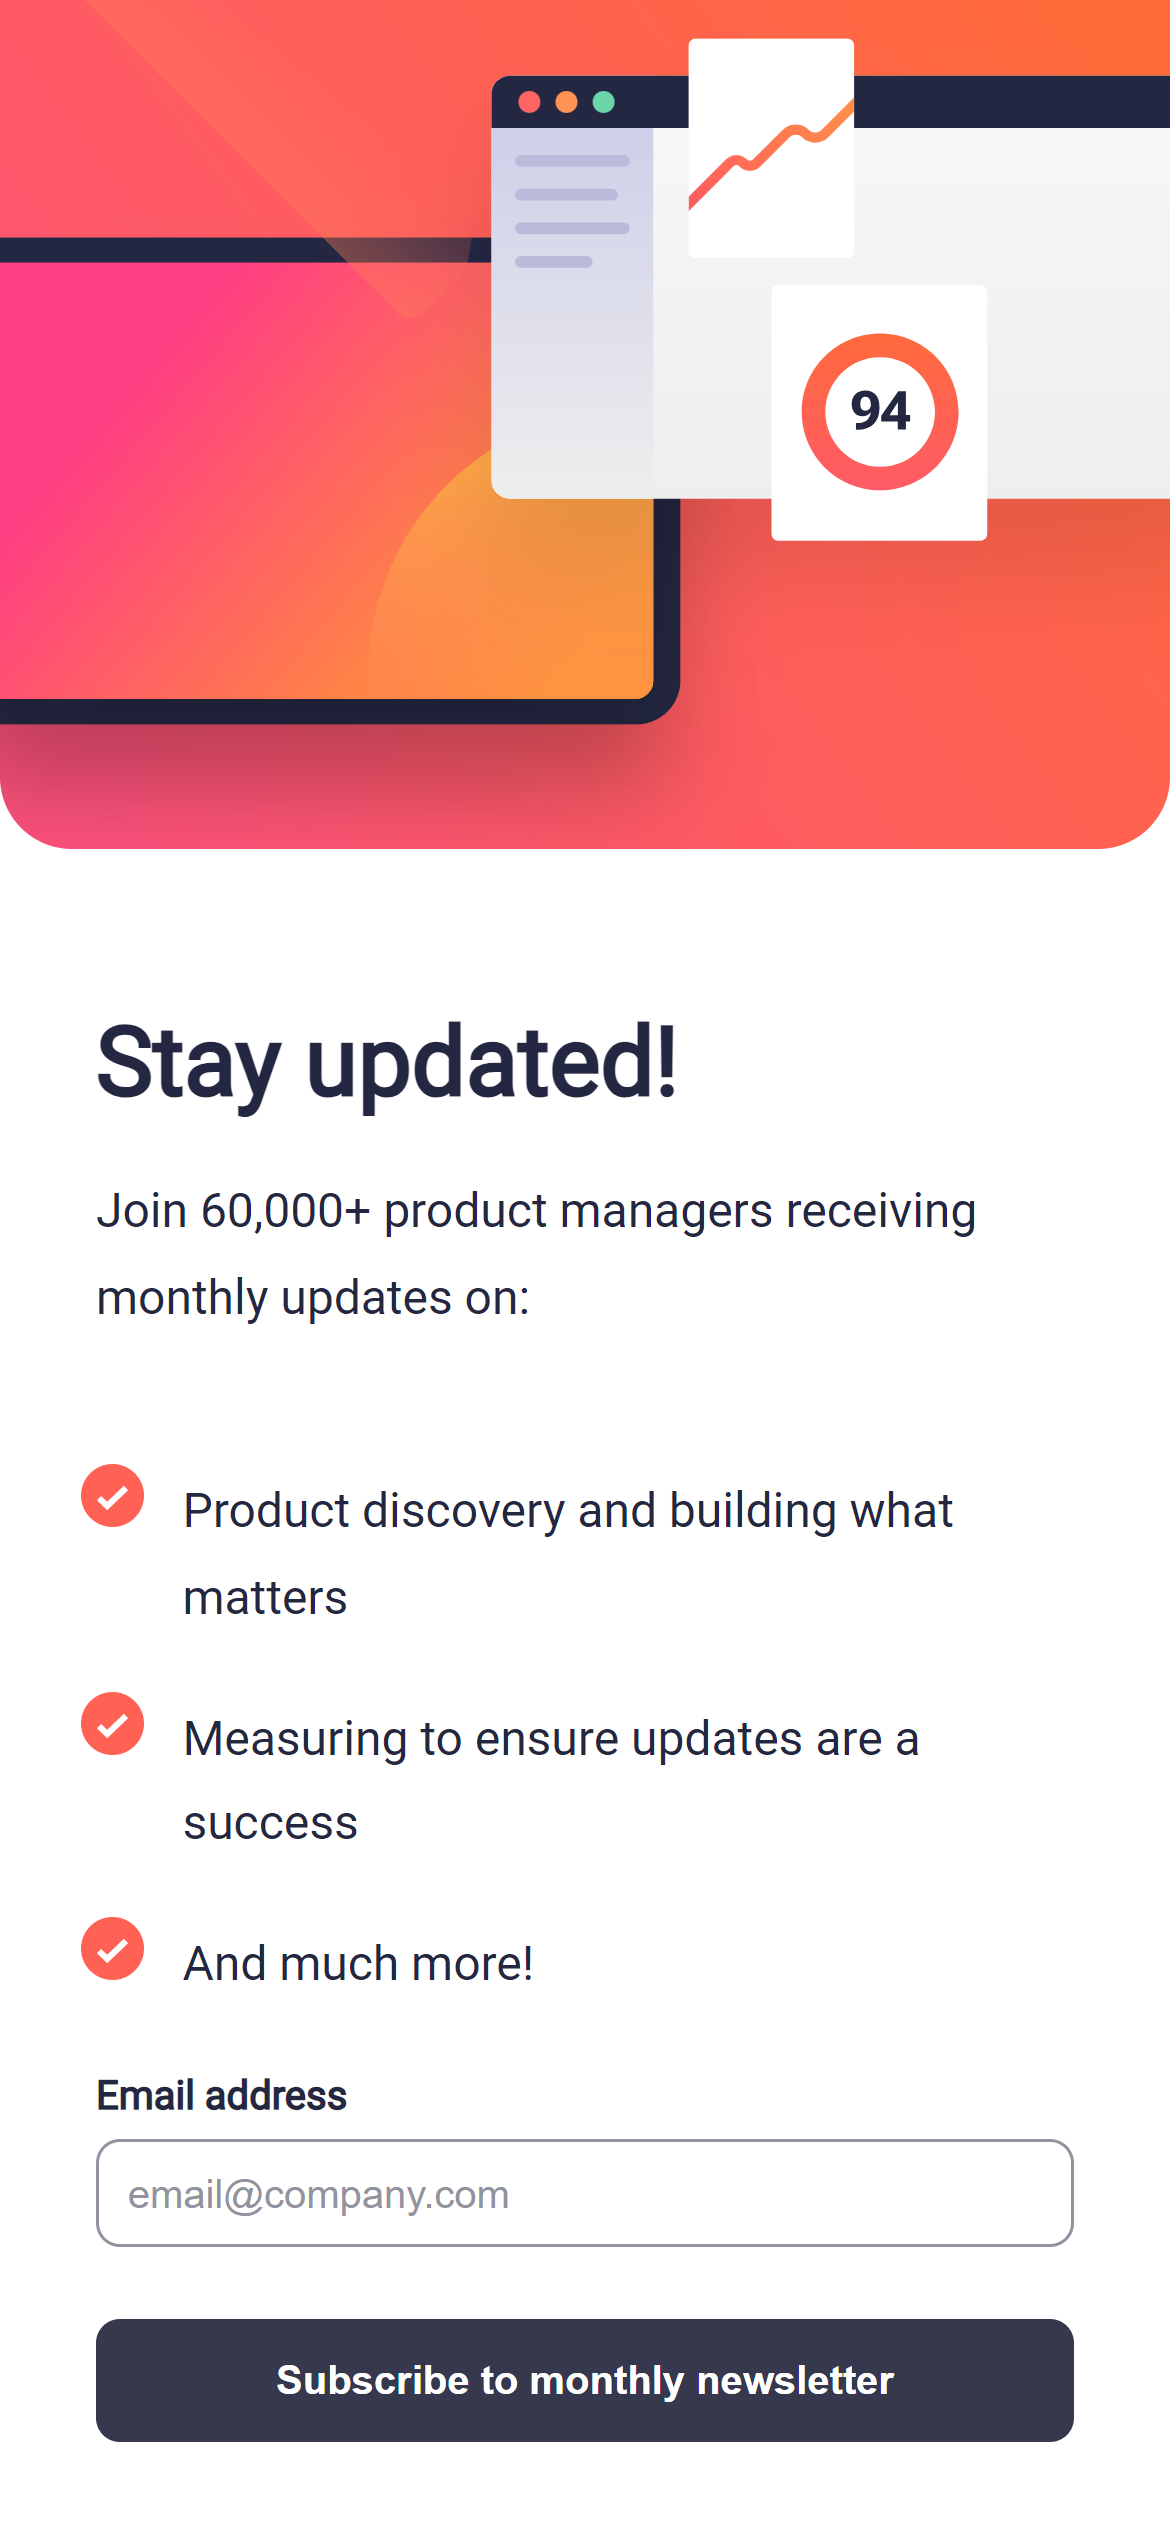 94
Stay updated!
Join 60,000+ product managers receiving
monthly updates on:
Product discovery and building what
matters
Measuring to ensure updates are a
success
And much more!
Email address
email@company.com
Subscribe to monthly newsletter